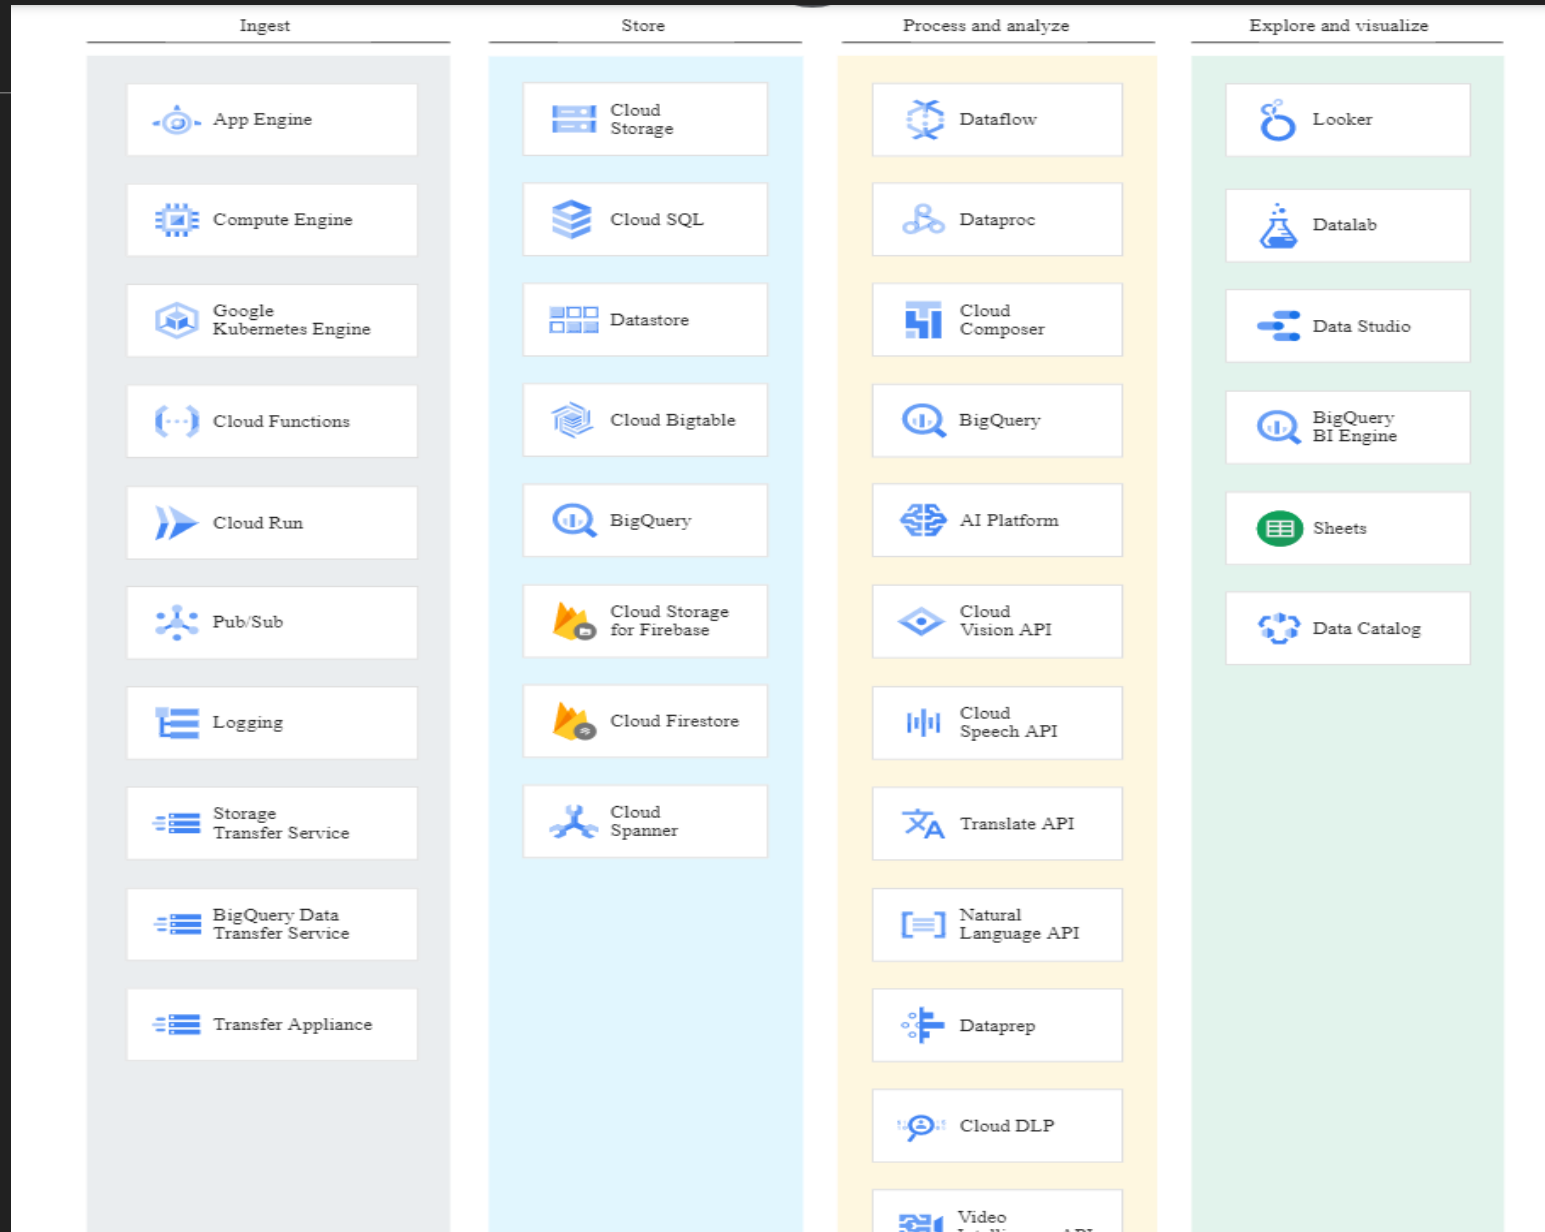 Ingest
App Engine
Compute Engine
Google
Kubernetes Engine
Cloud Functions
Cloud Run
Pub/Sub
Logging
Storage
Transfer Service
BigQuery Data
Transfer Service
Transfer Appliance
Store
Cloud
Storage
Cloud SQL
Datastore
Cloud Bigtable
BigQuery
Cloud Storage
for Firebase
Cloud Firestore
Cloud
Spanner
Process and analyze
Dataflow
Dataproc
Cloud
Composer
BigQuery
AI Platform
Cloud
Vision API
Cloud
Speech API
Translate API
Natural
Language API
Dataprep
Cloud DLP
Video
Explore and visualize
Looker
Datalab
Data Studio
BigQuery
BI Engine
Sheets
Data Catalog